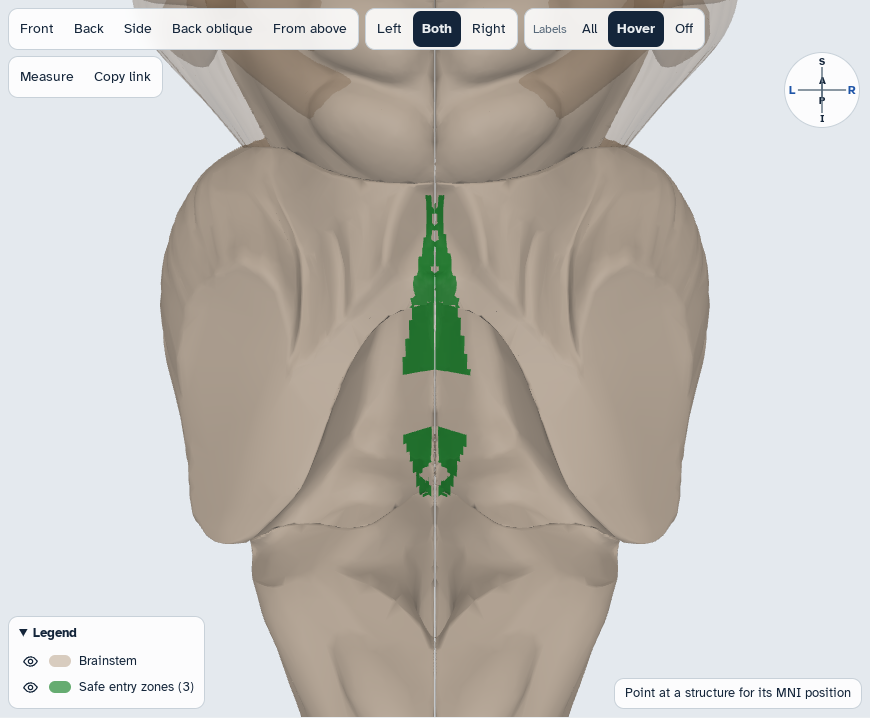 Front Back Side Back oblique From above Left Both Right Labels All Hover Off
Measure Copy link
S
A
L R
P
I
▼ Legend
Brainstem
Safe entry zones (3)
Point at a structure for its MNI position